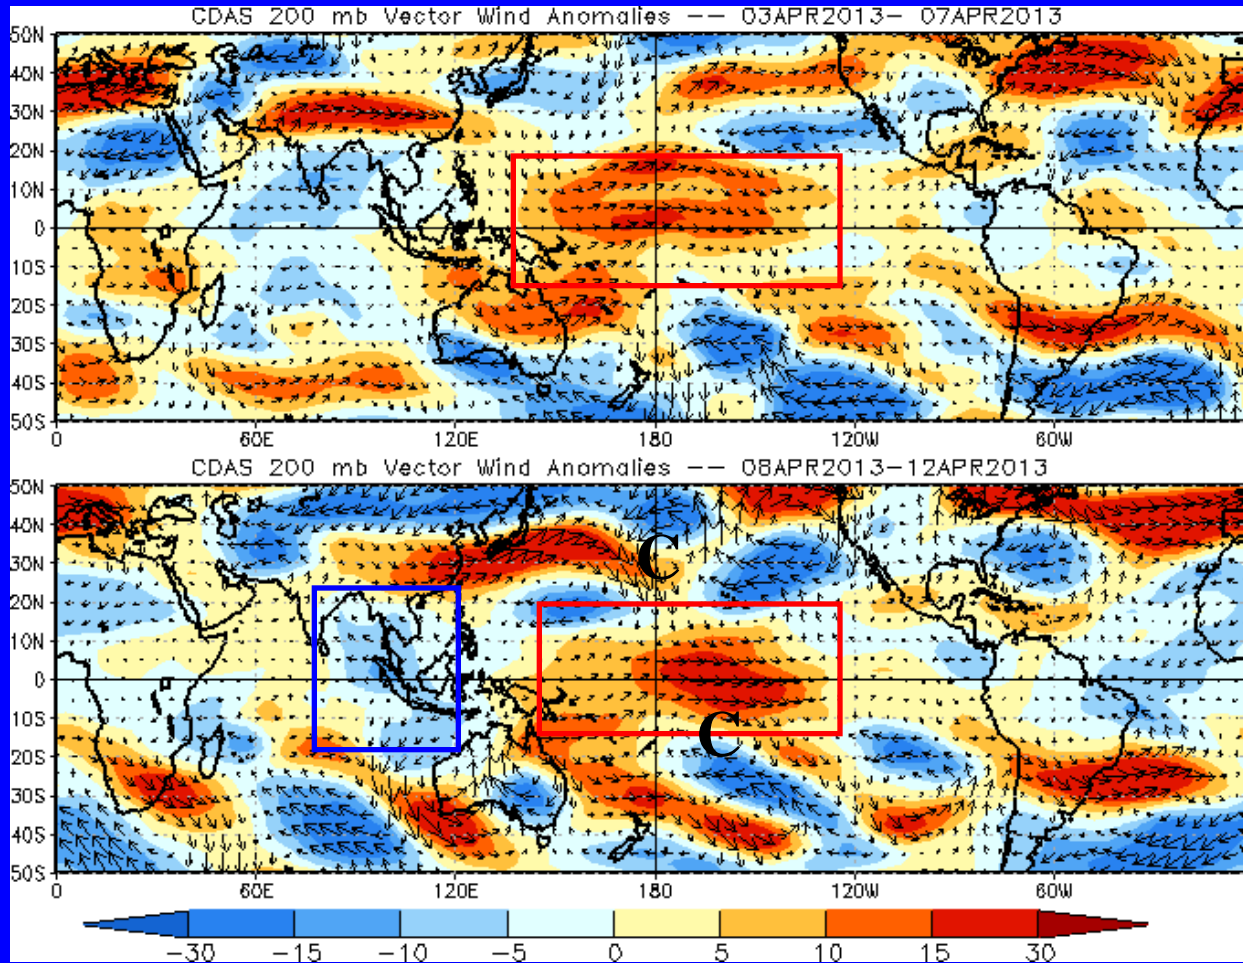 CDAS 200 mb Vector Wind Anomalies -- 03APR2013- 07APR2013
50N
40N
30N
20N
10N
0
10S
20S
30S
40S
50S
0 60E 120E 180 120W 60W
CDAS 200 mb Vector Wind Anomalies -- 08APR2013-12APR2013
50N
40N
C
30N
20N
10N
0
10S
C
20S
30S
40S
50S
0 60E 120E 180 120W 60W
-30 -15 -10 -5 0 5 10 15 30